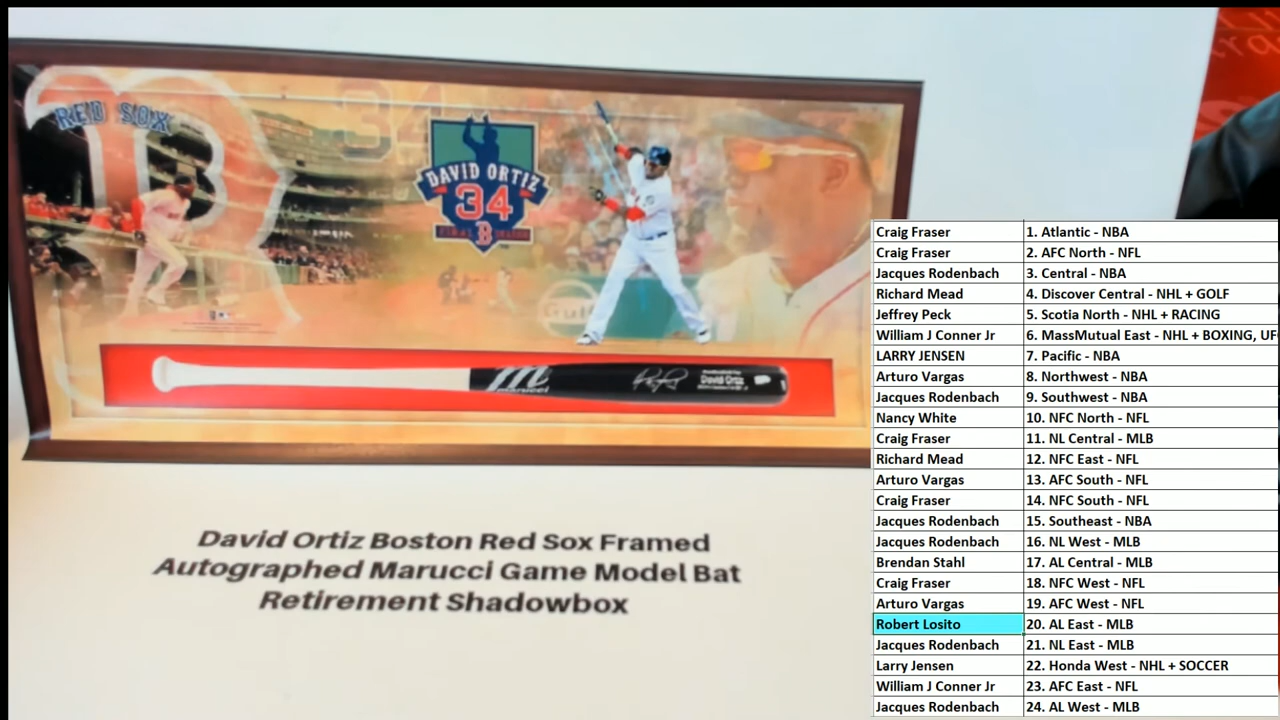 RED SOX
34
DAVID ORTIZ
34
FINAL SEASON
B
marucci
David Ortiz
David Ortiz Boston Red Sox Framed
Autographed Marucci Game Model Bat
Retirement Shadowbox
Craig Fraser 1. Atlantic - NBA
Craig Fraser 2. AFC North - NFL
Jacques Rodenbach 3. Central - NBA
Richard Mead 4. Discover Central - NHL + GOLF
Jeffrey Peck 5. Scotia North - NHL + RACING
William J Conner Jr 6. MassMutual East - NHL + BOXING, UF
LARRY JENSEN 7. Pacific - NBA
Arturo Vargas 8. Northwest - NBA
Jacques Rodenbach 9. Southwest - NBA
Nancy White 10. NFC North - NFL
Craig Fraser 11. NL Central - MLB
Richard Mead 12. NFC East - NFL
Arturo Vargas 13. AFC South - NFL
Craig Fraser 14. NFC South - NFL
Jacques Rodenbach 15. Southeast - NBA
Jacques Rodenbach 16. NL West - MLB
Brendan Stahl 17. AL Central - MLB
Craig Fraser 18. NFC West - NFL
Arturo Vargas 19. AFC West - NFL
Robert Losito 20. AL East - MLB
Jacques Rodenbach 21. NL East - MLB
Larry Jensen 22. Honda West - NHL + SOCCER
William J Conner Jr 23. AFC East - NFL
Jacques Rodenbach 24. AL West - MLB